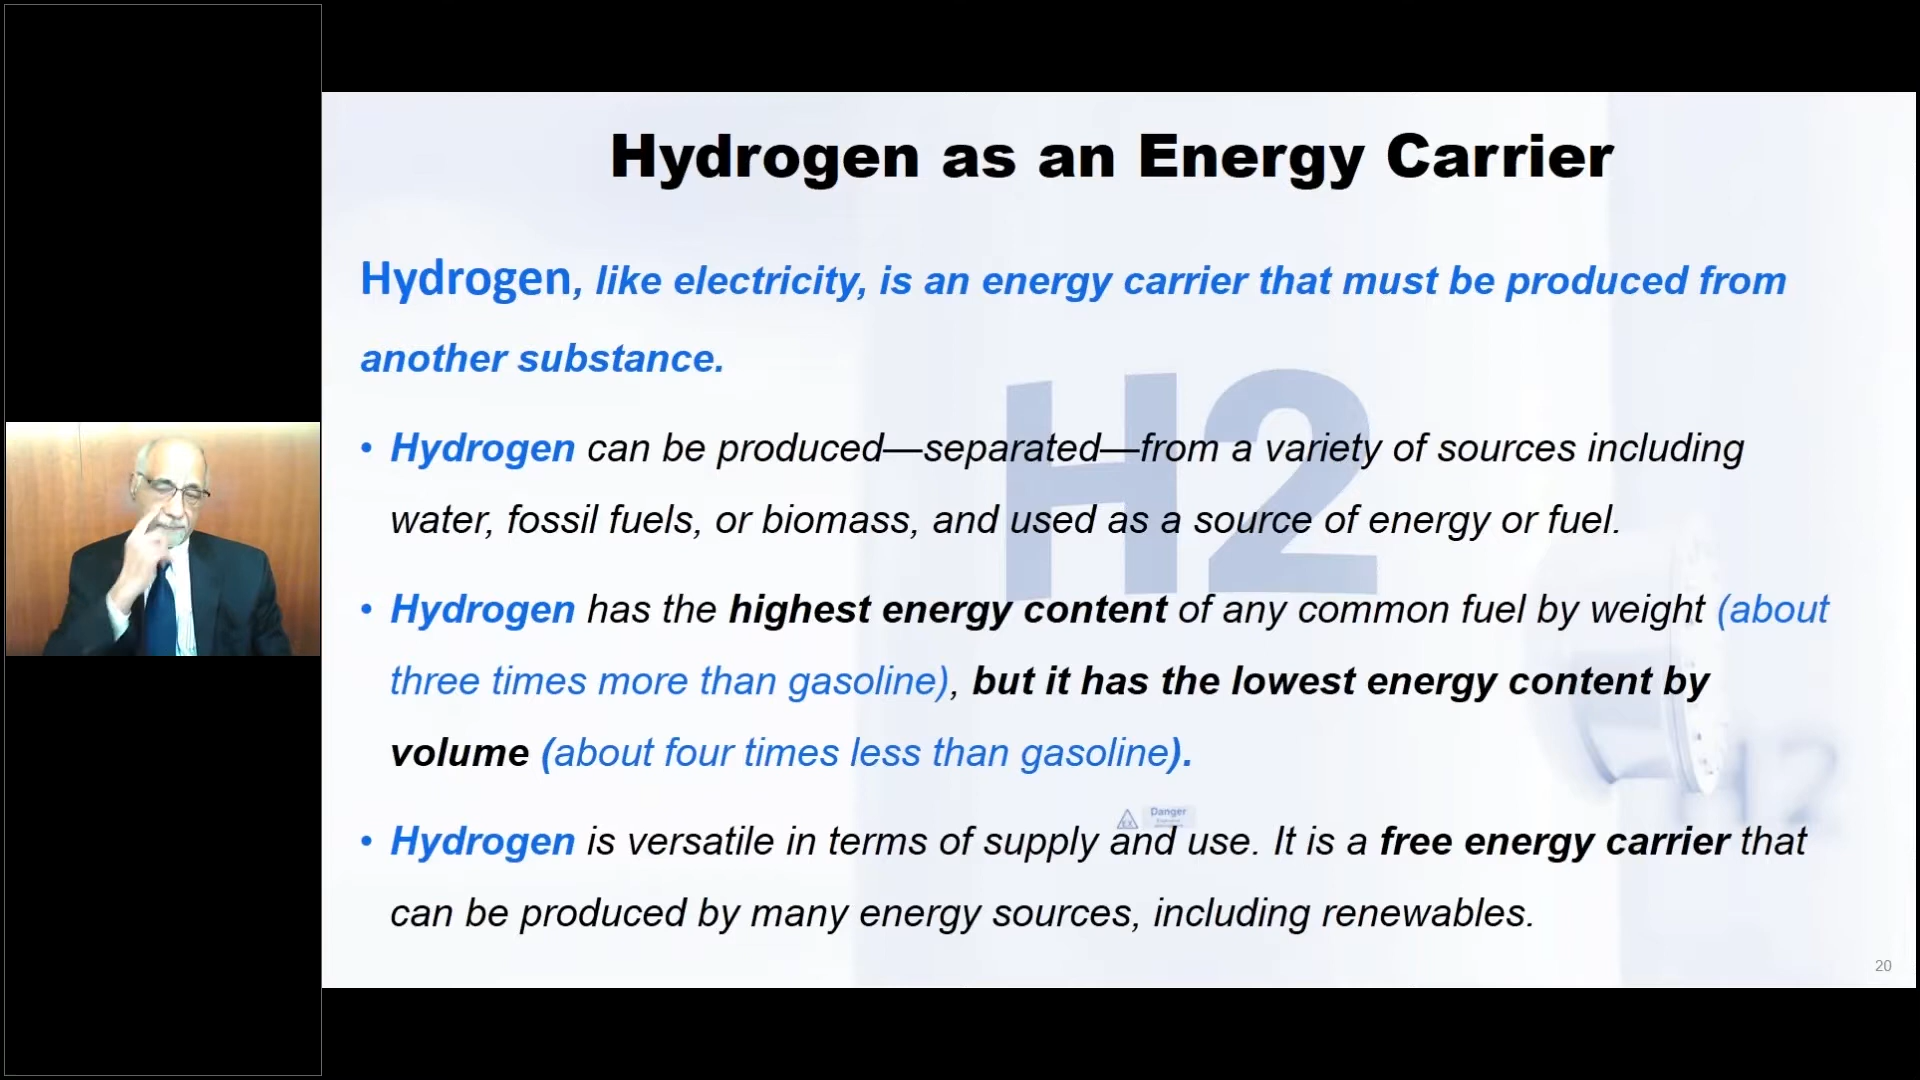 Hydrogen as an Energy Carrier
Hydrogen, like electricity, is an energy carrier that must be produced from
another substance.
• Hydrogen can be produced—separated—from a variety of sources including
water, fossil fuels, or biomass, and used as a source of energy or fuel.
H2
• Hydrogen has the highest energy content of any common fuel by weight (about
three times more than gasoline), but it has the lowest energy content by
volume (about four times less than gasoline).
H2
Danger
EX
• Hydrogen is versatile in terms of supply and use. It is a free energy carrier that
can be produced by many energy sources, including renewables.
20